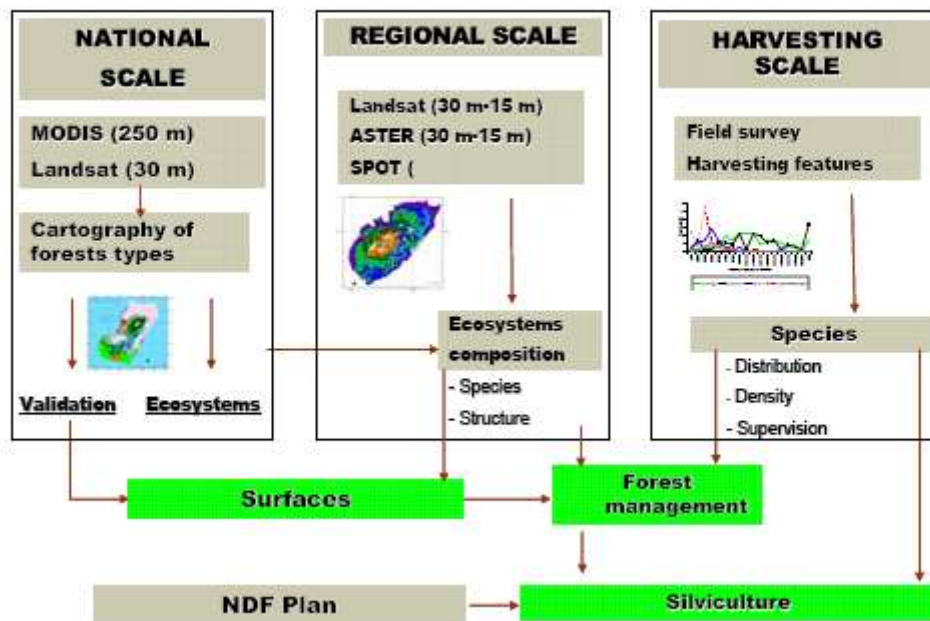 NATIONAL
SCALE
MODIS (250 m)
Landsat (30 m)
Cartography of
forests types
Validation
Ecosystems
REGIONAL SCALE
Landsat (30 m-15 m)
ASTER (30 m-15 m)
SPOT (
Ecosystems
composition
- Species
- Structure
HARVESTING
SCALE
Field survey
Harvesting features
Species
- Distribution
- Density
- Supervision
Surfaces
Forest
management
NDF Plan
Silviculture